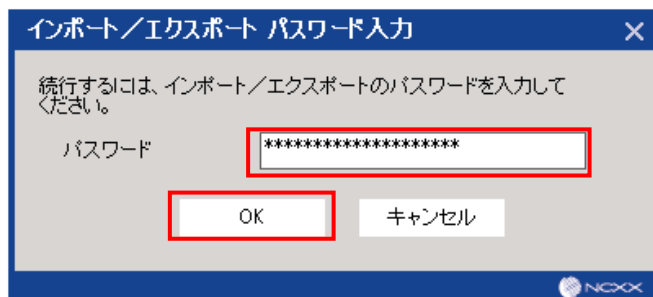 インポート／エクスポート パスワード入力
続行するには、インポート／エクスポートのパスワードを入力して
ください。
パスワード
********************
OK
キャンセル
NCXX